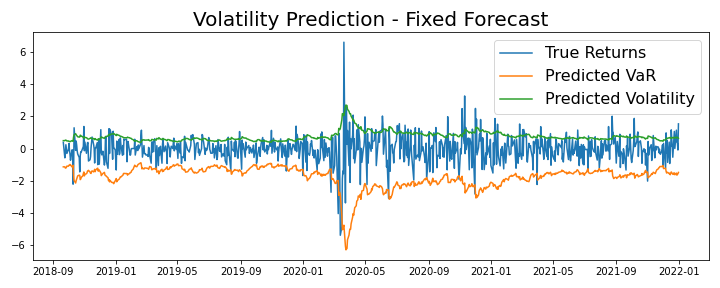 Volatility Prediction - Fixed Forecast
True Returns
Predicted VaR
Predicted Volatility
6
4
2
0
−2
−4
−6
2018-09 2019-01 2019-05 2019-09 2020-01 2020-05 2020-09 2021-01 2021-05 2021-09 2022-01